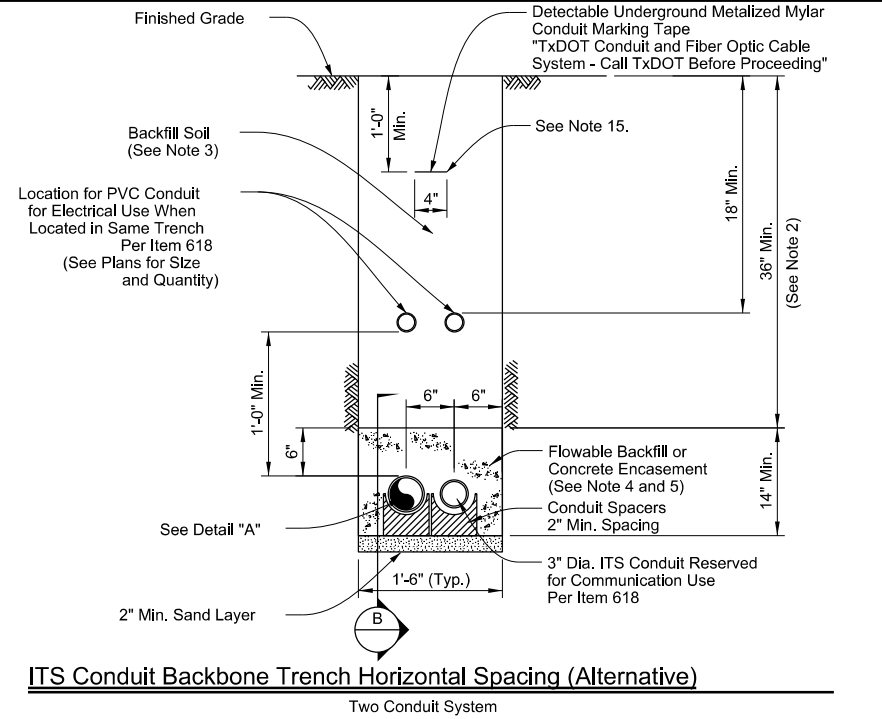 Finished Grade
Detectable Underground Metalized Mylar
Conduit Marking Tape
"TxDOT Conduit and Fiber Optic Cable
System - Call TxDOT Before Proceeding"
1'-0"
Min.
See Note 15.
Backfill Soil
(See Note 3)
4"
18" Min.
36" Min.
(See Note 2)
Location for PVC Conduit
for Electrical Use When
Located in Same Trench
Per Item 618
(See Plans for SIze
and Quantity)
1'-0" Min.
6"
6"
6"
Flowable Backfill or
Concrete Encasement
(See Note 4 and 5)
14" Min.
Conduit Spacers
2" Min. Spacing
See Detail "A"
3" Dia. ITS Conduit Reserved
for Communication Use
Per Item 618
1'-6" (Typ.)
2" Min. Sand Layer
B
ITS Conduit Backbone Trench Horizontal Spacing (Alternative)
Two Conduit System